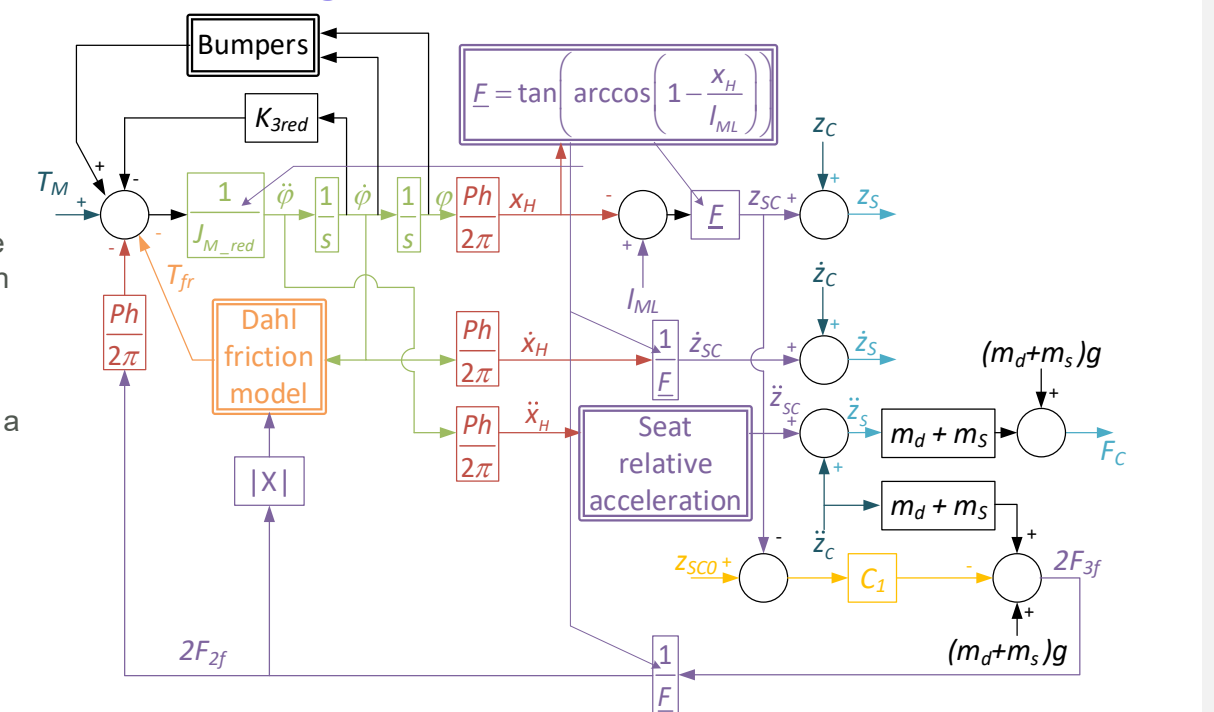 Bumpers
F = tan( arccos( 1 − x_H / l_ML ) )
K_3red
z_C
T_M
+
+
-
-
-
1 / J_M_red
φ̈
1 / s
φ̇
1 / s
φ
Ph / 2π
x_H
-
+
l_ML
F
z_SC
+
+
z_S
e
n
T_fr
Ph / 2π
Dahl
friction
model
Ph / 2π
ẋ_H
1 / F
ż_SC
ż_C
+
+
ż_S
(m_d+m_s)g
+
a
Ph / 2π
ẍ_H
Seat
relative
acceleration
z̈_SC
+
+
z̈_S
m_d + m_S
F_C
|X|
z̈_C
m_d + m_S
+
-
z_SC0
+
C_1
-
2F_3f
+
(m_d+m_s)g
2F_2f
1 / F